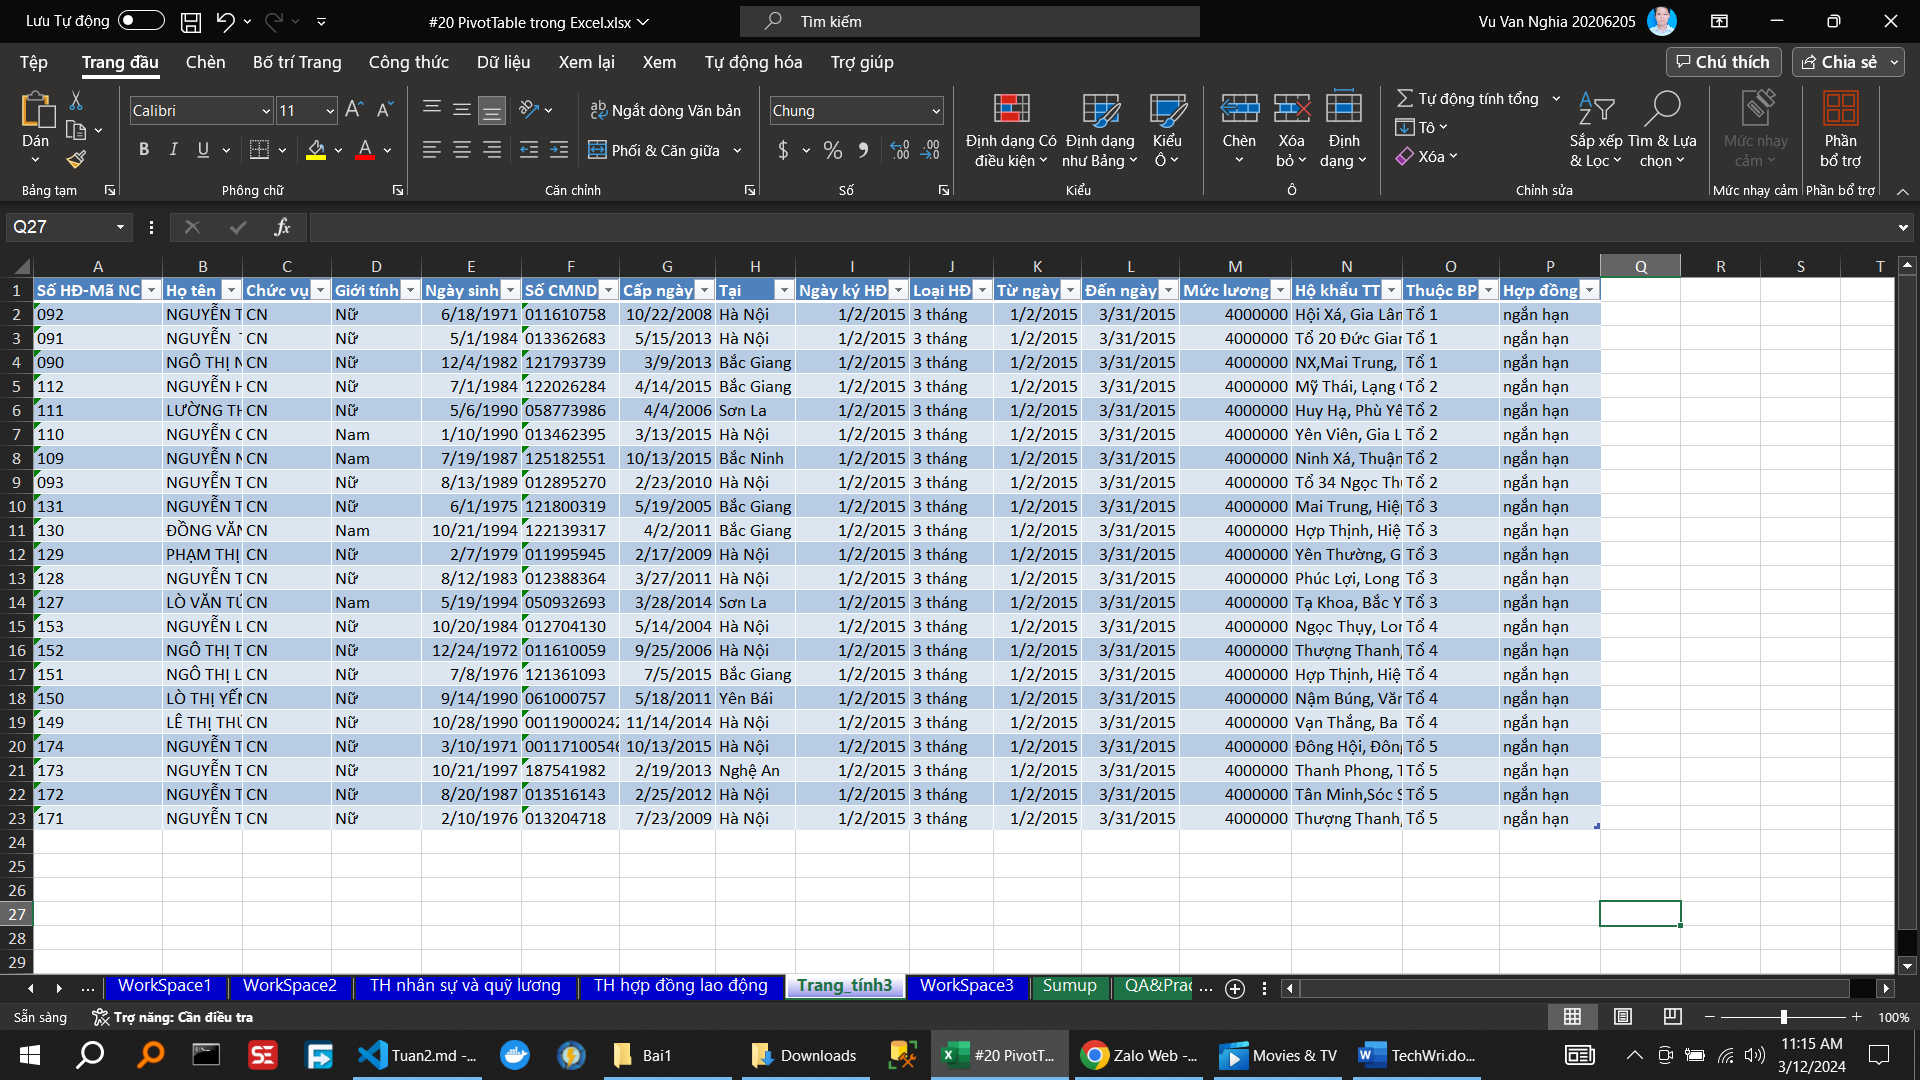 Lưu Tự động #20 PivotTable trong Excel.xlsx Tìm kiếm Vu Van Nghia 20206205
Tệp Trang đầu Chèn Bố trí Trang Công thức Dữ liệu Xem lại Xem Tự động hóa Trợ giúp Chú thích Chia sẻ
Calibri 11 Ngắt dòng Văn bản Chung Tự động tính tổng
Dán Định dạng Có Định dạng Kiểu Chèn Xóa Định Tô Sắp xếp Tìm & Lựa Mức nhạy Phần
B I U A Phối & Căn giữa $ % điều kiện như Bảng Ô bỏ dạng Xóa & Lọc chọn cảm bổ trợ
Bảng tạm Phông chữ Căn chỉnh Số Kiểu Ô Chỉnh sửa Mức nhạy cảm Phần bổ trợ
Q27 fx
A B C D E F G H I J K L M N O P Q R S T
1 Số HĐ-Mã NC Họ tên Chức vụ Giới tính Ngày sinh Số CMND Cấp ngày Tại Ngày ký HĐ Loại HĐ Từ ngày Đến ngày Mức lương Hộ khẩu TT Thuộc BP Hợp đồng
2 092 NGUYỄN T CN Nữ 6/18/1971 011610758 10/22/2008 Hà Nội 1/2/2015 3 tháng 1/2/2015 3/31/2015 4000000 Hội Xá, Gia Lâm Tổ 1 ngắn hạn
3 091 NGUYỄN T CN Nữ 5/1/1984 013362683 5/15/2013 Hà Nội 1/2/2015 3 tháng 1/2/2015 3/31/2015 4000000 Tổ 20 Đức Gian Tổ 1 ngắn hạn
4 090 NGÔ THỊ N CN Nữ 12/4/1982 121793739 3/9/2013 Bắc Giang 1/2/2015 3 tháng 1/2/2015 3/31/2015 4000000 NX,Mai Trung, Tổ 1 ngắn hạn
5 112 NGUYỄN H CN Nữ 7/1/1984 122026284 4/14/2015 Bắc Giang 1/2/2015 3 tháng 1/2/2015 3/31/2015 4000000 Mỹ Thái, Lạng Tổ 2 ngắn hạn
6 111 LƯỜNG TH CN Nữ 5/6/1990 058773986 4/4/2006 Sơn La 1/2/2015 3 tháng 1/2/2015 3/31/2015 4000000 Huy Hạ, Phù Yê Tổ 2 ngắn hạn
7 110 NGUYỄN CN Nam 1/10/1990 013462395 3/13/2015 Hà Nội 1/2/2015 3 tháng 1/2/2015 3/31/2015 4000000 Yên Viên, Gia L Tổ 2 ngắn hạn
8 109 NGUYỄN N CN Nam 7/19/1987 125182551 10/13/2015 Bắc Ninh 1/2/2015 3 tháng 1/2/2015 3/31/2015 4000000 Ninh Xá, Thuận Tổ 2 ngắn hạn
9 093 NGUYỄN T CN Nữ 8/13/1989 012895270 2/23/2010 Hà Nội 1/2/2015 3 tháng 1/2/2015 3/31/2015 4000000 Tổ 34 Ngọc Thụ Tổ 2 ngắn hạn
10 131 NGUYỄN T CN Nữ 6/1/1975 121800319 5/19/2005 Bắc Giang 1/2/2015 3 tháng 1/2/2015 3/31/2015 4000000 Mai Trung, Hiệp Tổ 3 ngắn hạn
11 130 ĐỒNG VĂN CN Nam 10/21/1994 122139317 4/2/2011 Bắc Giang 1/2/2015 3 tháng 1/2/2015 3/31/2015 4000000 Hợp Thịnh, Hiệ Tổ 3 ngắn hạn
12 129 PHẠM THỊ CN Nữ 2/7/1979 011995945 2/17/2009 Hà Nội 1/2/2015 3 tháng 1/2/2015 3/31/2015 4000000 Yên Thường, G Tổ 3 ngắn hạn
13 128 NGUYỄN T CN Nữ 8/12/1983 012388364 3/27/2011 Hà Nội 1/2/2015 3 tháng 1/2/2015 3/31/2015 4000000 Phúc Lợi, Long Tổ 3 ngắn hạn
14 127 LÒ VĂN TÚ CN Nam 5/19/1994 050932693 3/28/2014 Sơn La 1/2/2015 3 tháng 1/2/2015 3/31/2015 4000000 Tạ Khoa, Bắc Y Tổ 3 ngắn hạn
15 153 NGUYỄN L CN Nữ 10/20/1984 012704130 5/14/2004 Hà Nội 1/2/2015 3 tháng 1/2/2015 3/31/2015 4000000 Ngọc Thụy, Lon Tổ 4 ngắn hạn
16 152 NGÔ THỊ T CN Nữ 12/24/1972 011610059 9/25/2006 Hà Nội 1/2/2015 3 tháng 1/2/2015 3/31/2015 4000000 Thượng Thanh, Tổ 4 ngắn hạn
17 151 NGÔ THỊ L CN Nữ 7/8/1976 121361093 7/5/2015 Bắc Giang 1/2/2015 3 tháng 1/2/2015 3/31/2015 4000000 Hợp Thịnh, Hiệ Tổ 4 ngắn hạn
18 150 LÒ THỊ YẾN CN Nữ 9/14/1990 061000757 5/18/2011 Yên Bái 1/2/2015 3 tháng 1/2/2015 3/31/2015 4000000 Nậm Búng, Văn Tổ 4 ngắn hạn
19 149 LÊ THỊ THÚ CN Nữ 10/28/1990 00119000242 11/14/2014 Hà Nội 1/2/2015 3 tháng 1/2/2015 3/31/2015 4000000 Vạn Thắng, Ba Tổ 4 ngắn hạn
20 174 NGUYỄN T CN Nữ 3/10/1971 00117100546 10/13/2015 Hà Nội 1/2/2015 3 tháng 1/2/2015 3/31/2015 4000000 Đông Hội, Đông Tổ 5 ngắn hạn
21 173 NGUYỄN T CN Nữ 10/21/1997 187541982 2/19/2013 Nghệ An 1/2/2015 3 tháng 1/2/2015 3/31/2015 4000000 Thanh Phong, T Tổ 5 ngắn hạn
22 172 NGUYỄN T CN Nữ 8/20/1987 013516143 2/25/2012 Hà Nội 1/2/2015 3 tháng 1/2/2015 3/31/2015 4000000 Tân Minh,Sóc S Tổ 5 ngắn hạn
23 171 NGUYỄN T CN Nữ 2/10/1976 013204718 7/23/2009 Hà Nội 1/2/2015 3 tháng 1/2/2015 3/31/2015 4000000 Thượng Thanh, Tổ 5 ngắn hạn
24
25
26
27
28
29
... WorkSpace1 WorkSpace2 TH nhân sự và quỹ lương TH hợp đồng lao động Trang_tính3 WorkSpace3 Sumup QA&Prac ...
Sẵn sàng Trợ năng: Cần điều tra 100%
Tuan2.md -... Bai1 Downloads #20 PivotT... Zalo Web -... Movies & TV TechWri.do... 11:15 AM
3/12/2024